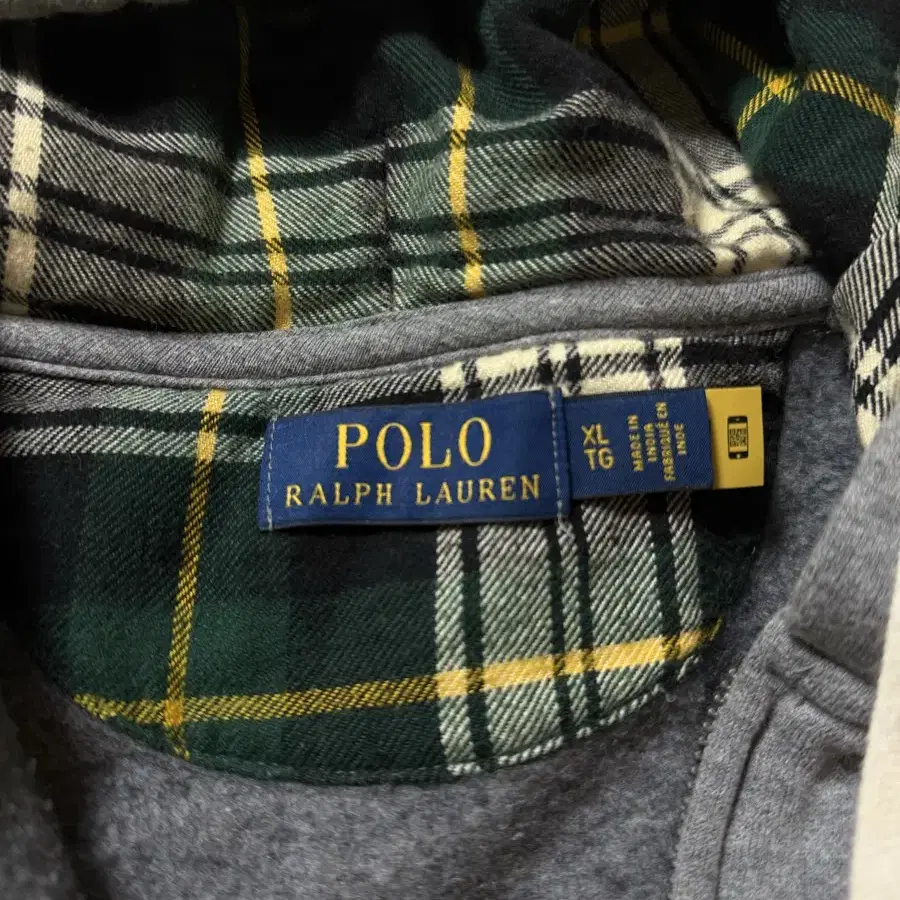 POLO
RALPH LAUREN
XL
TG
MADE IN
INDIA
FABRIQUÉ EN
INDE